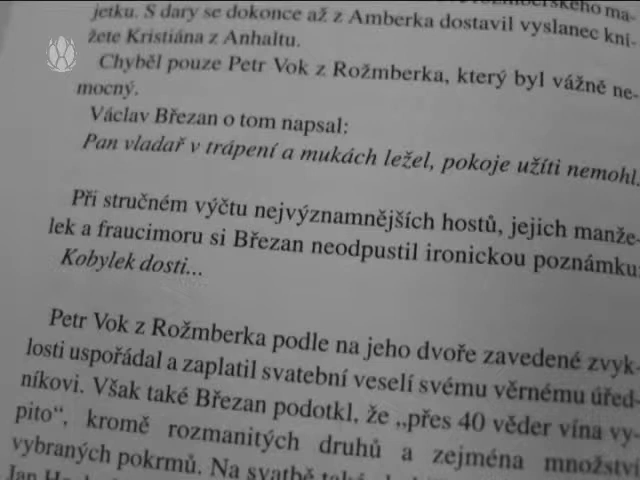 jetku. S dary se dokonce až z Amberka dostavil vyslanec kní-
žete Kristiána z Anhaltu.
Chyběl pouze Petr Vok z Rožmberka, který byl vážně ne-
mocný.
Václav Březan o tom napsal:
Pan vladař v trápení a mukách ležel, pokoje užíti nemohl.
Při stručném výčtu nejvýznamnějších hostů, jejich manže-
lek a fraucimoru si Březan neodpustil ironickou poznámku:
Kobylek dosti...
Petr Vok z Rožmberka podle na jeho dvoře zavedené zvyk-
losti uspořádal a zaplatil svatební veselí svému věrnému úřed-
níkovi. Však také Březan podotkl, že „přes 40 věder vína vy-
pito“, kromě rozmanitých druhů a zejména množství
vybraných pokrmů. Na svatbě také
Jan